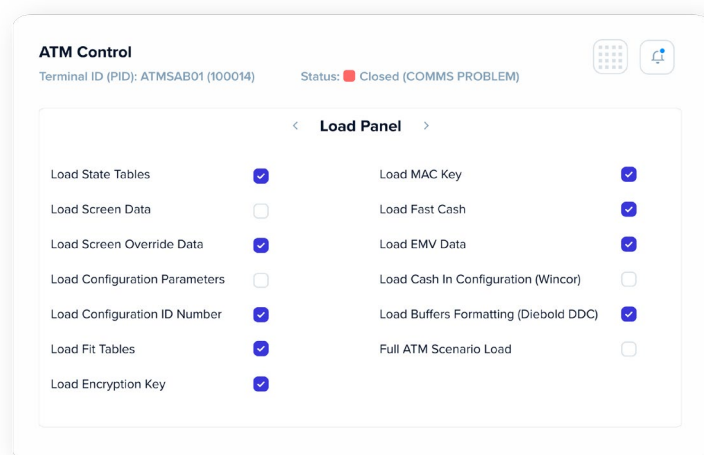 ATM Control
Terminal ID (PID): ATMSAB01 (100014)
Status: Closed (COMMS PROBLEM)
Load Panel
Load State Tables
Load Screen Data
Load Screen Override Data
Load Configuration Parameters
Load Configuration ID Number
Load Fit Tables
Load Encryption Key
Load MAC Key
Load Fast Cash
Load EMV Data
Load Cash In Configuration (Wincor)
Load Buffers Formatting (Diebold DDC)
Full ATM Scenario Load